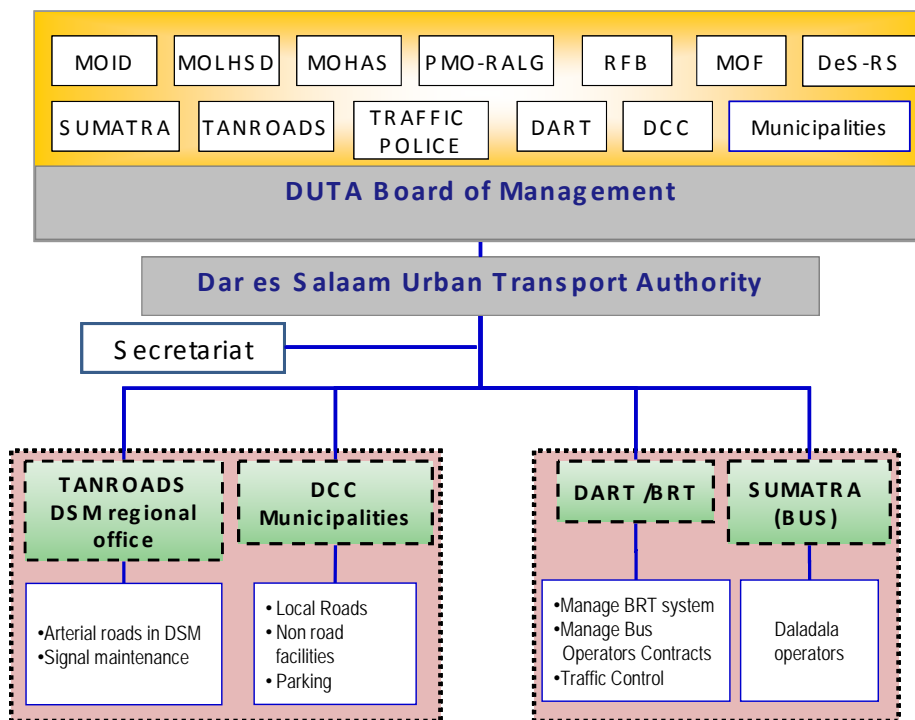 MOID
MOLHSD
MOHAS
PMO-RALG
RFB
MOF
DeS-RS
SUMATRA
TANROADS
TRAFFIC
POLICE
DART
DCC
Municipalities
DUTA Board of Management
Dar es Salaam Urban Transport Authority
Secretariat
TANROADS
DSM regional
office
DCC
Municipalities
DART /BRT
SUMATRA
(BUS)
•Arterial roads in DSM
•Signal maintenance
•Local Roads
•Non road
facilities
•Parking
•Manage BRT system
•Manage Bus
Operators Contracts
•Traffic Control
Daladala
operators